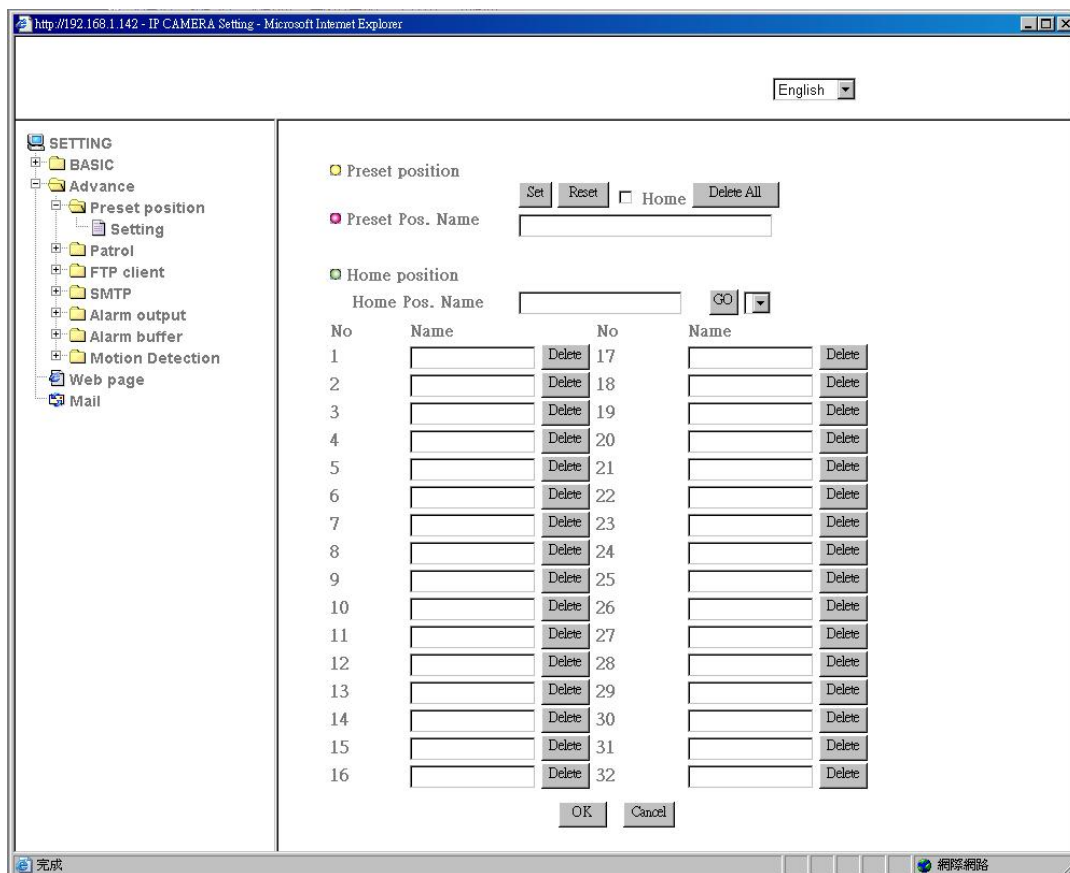 http://192.168.1.142 - IP CAMERA Setting - Microsoft Internet Explorer
English
SETTING
BASIC
Advance
Preset position
Setting
Patrol
FTP client
SMTP
Alarm output
Alarm buffer
Motion Detection
Web page
Mail
Preset position
Set Reset Home Delete All
Preset Pos. Name
Home position
Home Pos. Name GO
No Name No Name
1 Delete 17 Delete
2 Delete 18 Delete
3 Delete 19 Delete
4 Delete 20 Delete
5 Delete 21 Delete
6 Delete 22 Delete
7 Delete 23 Delete
8 Delete 24 Delete
9 Delete 25 Delete
10 Delete 26 Delete
11 Delete 27 Delete
12 Delete 28 Delete
13 Delete 29 Delete
14 Delete 30 Delete
15 Delete 31 Delete
16 Delete 32 Delete
OK Cancel
完成 網際網路